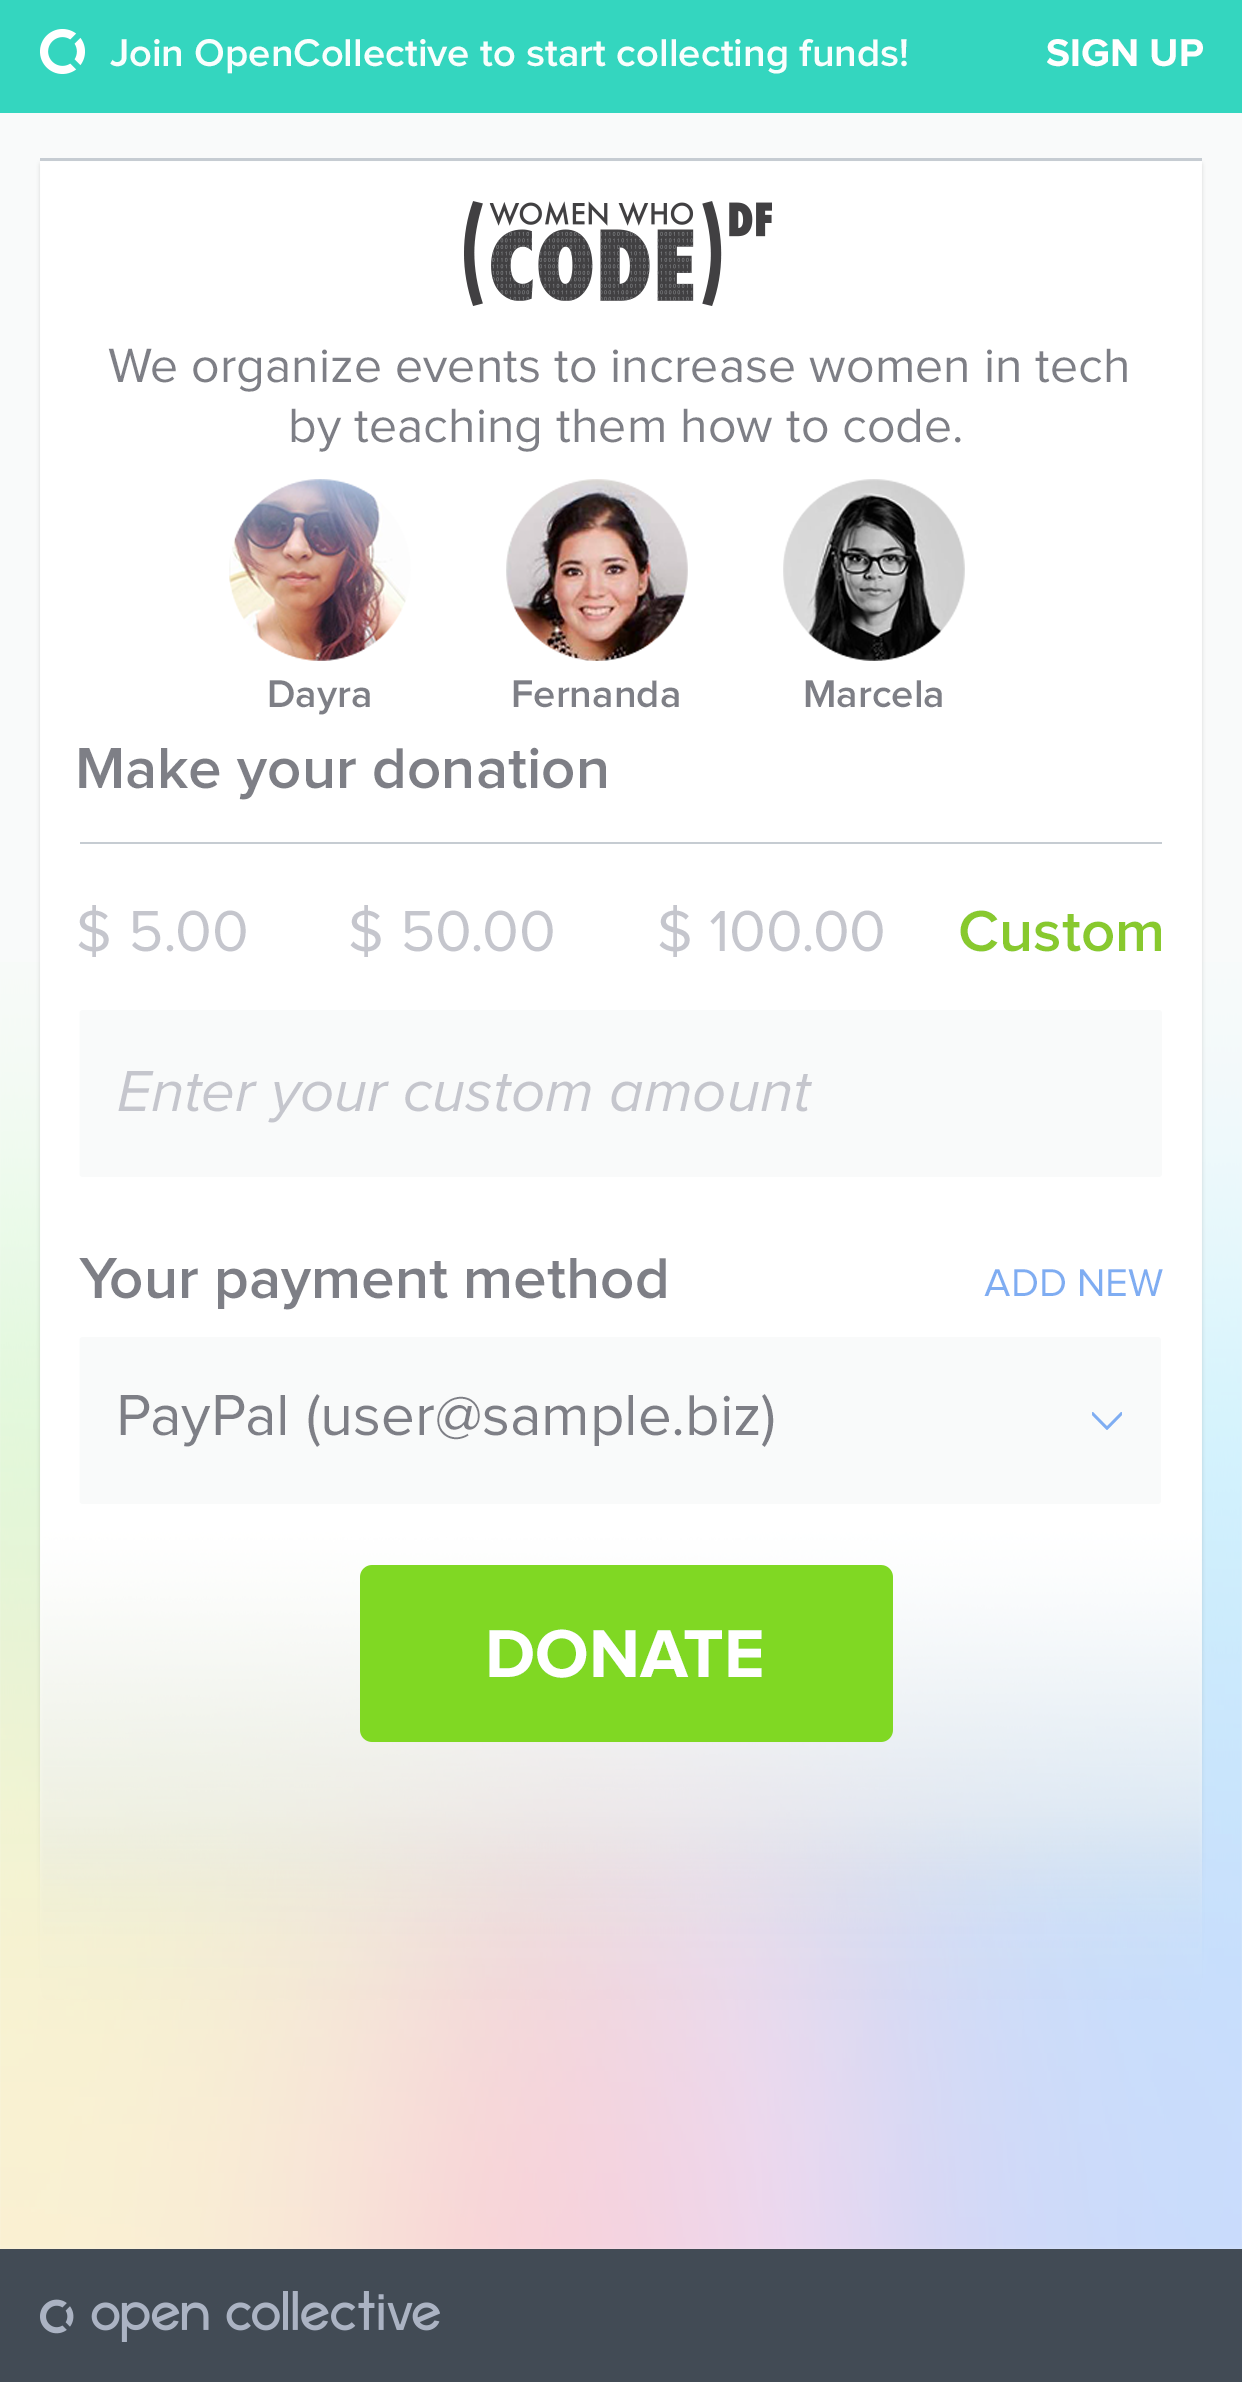 Join OpenCollective to start collecting funds!
SIGN UP
(WOMEN WHO CODE) DF
We organize events to increase women in tech
by teaching them how to code.
Dayra
Fernanda
Marcela
Make your donation
$ 5.00
$ 50.00
$ 100.00
Custom
Enter your custom amount
Your payment method
ADD NEW
PayPal (user@sample.biz)
DONATE
open collective